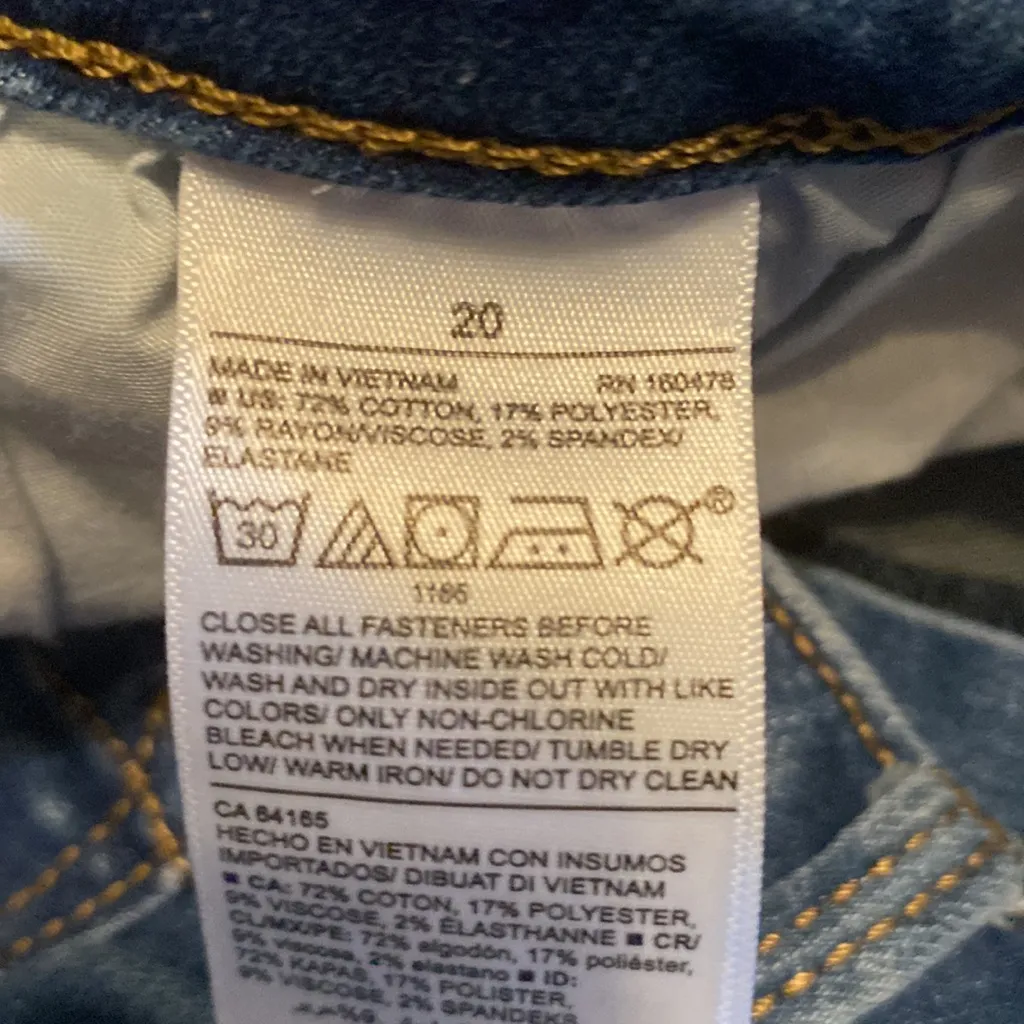 20
MADE IN VIETNAM RN 160476
■ US: 72% COTTON, 17% POLYESTER,
9% RAYON/VISCOSE, 2% SPANDEX/
ELASTANE
30 ®
1166
CLOSE ALL FASTENERS BEFORE
WASHING/ MACHINE WASH COLD/
WASH AND DRY INSIDE OUT WITH LIKE
COLORS/ ONLY NON-CHLORINE
BLEACH WHEN NEEDED/ TUMBLE DRY
LOW/ WARM IRON/ DO NOT DRY CLEAN
CA 64165
HECHO EN VIETNAM CON INSUMOS
IMPORTADOS/ DIBUAT DI VIETNAM
■ CA: 72% COTON, 17% POLYESTER,
9% VISCOSE, 2% ÉLASTHANNE ■ CR/
CL/MX/PE: 72% algodón, 17% poliéster,
9% viscosa, 2% elastano ■ ID:
72% KAPAS, 17% POLISTER,
9% VISCOSE, 2% SPANDEKS